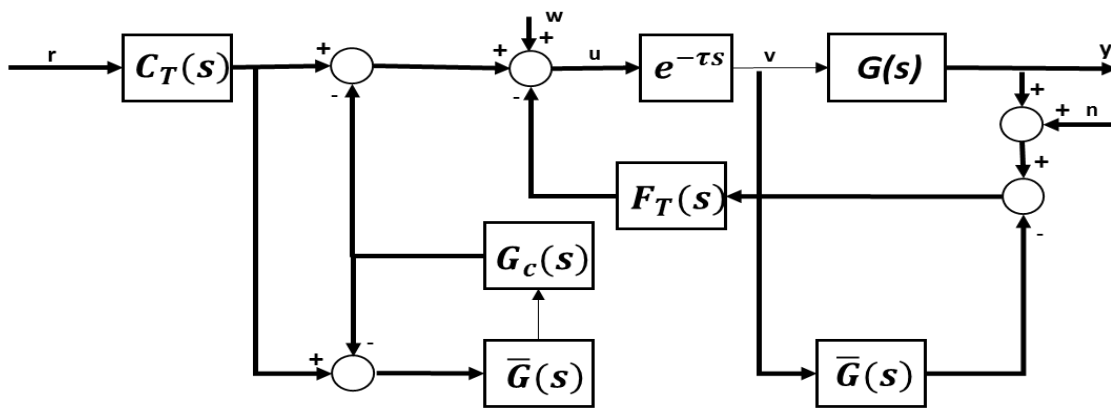 w
r
C_T(s)
+
-
+
+
-
u
e^{-τs}
v
G(s)
y
+
+
n
+
-
F_T(s)
G_c(s)
-
+
G̅(s)
G̅(s)